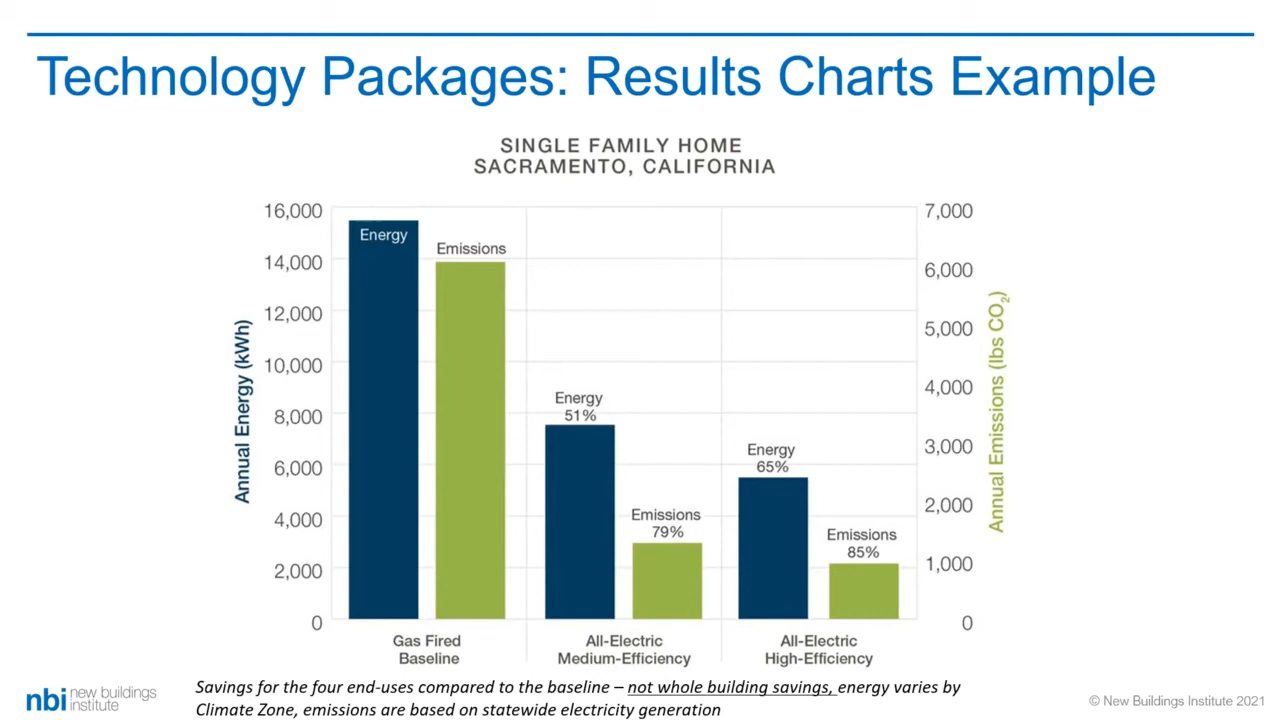 Technology Packages: Results Charts Example
SINGLE FAMILY HOME
SACRAMENTO, CALIFORNIA
Annual Energy (kWh)
16,000
14,000
12,000
10,000
8,000
6,000
4,000
2,000
0
Energy
Emissions
Energy
51%
Emissions
79%
Energy
65%
Emissions
85%
7,000
6,000
5,000
4,000
3,000
2,000
1,000
0
Annual Emissions (lbs CO₂)
Gas Fired
Baseline
All-Electric
Medium-Efficiency
All-Electric
High-Efficiency
Savings for the four end-uses compared to the baseline – not whole building savings, energy varies by
Climate Zone, emissions are based on statewide electricity generation
nbi new buildings
institute
© New Buildings Institute 2021